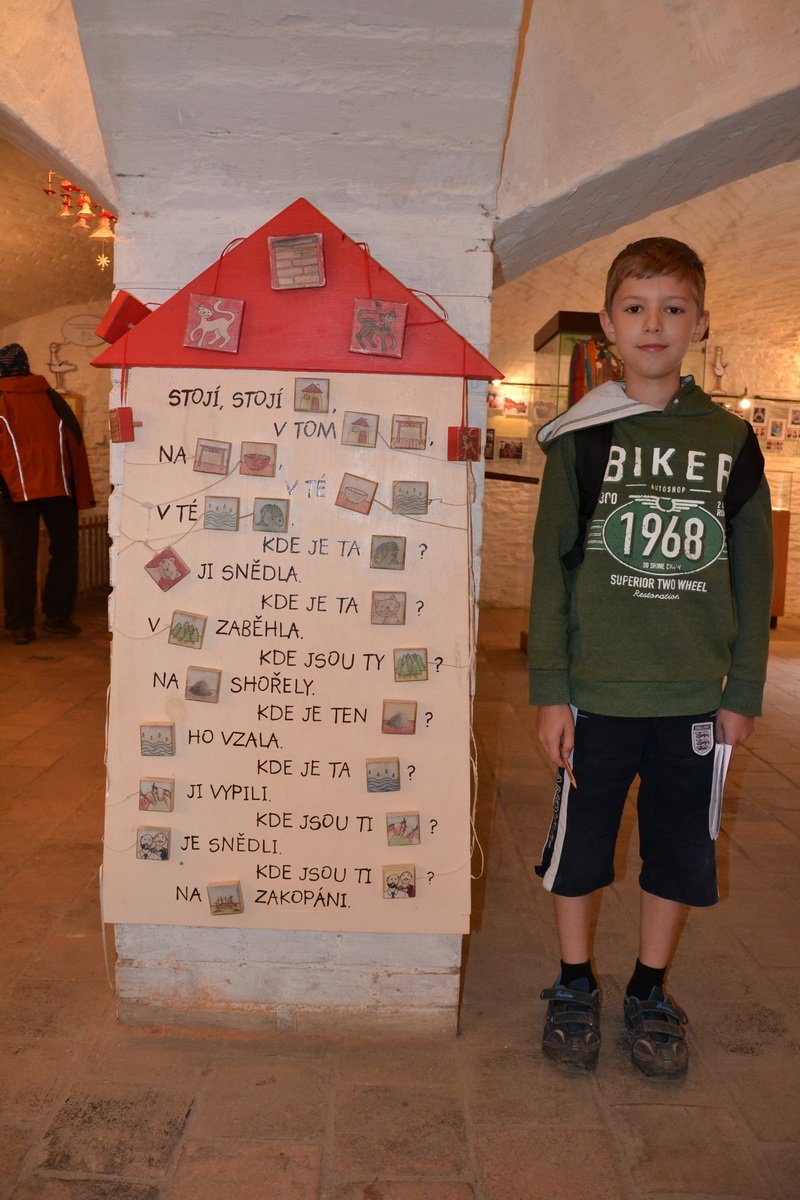 STOJÍ, STOJÍ ,
V TOM ,
NA ,
V TÉ
V TÉ .
KDE JE TA ?
JI SNĚDLA.
KDE JE TA ?
V ZABĚHLA.
KDE JSOU TY ?
NA SHOŘELY.
KDE JE TEN ?
HO VZALA.
KDE JE TA ?
JI VYPILI.
KDE JSOU TI ?
JE SNĚDLI.
KDE JSOU TI ?
NA ZAKOPÁNI.
BIKER
AUTOSHOP
1968
SUPERIOR TWO WHEEL
Restoration